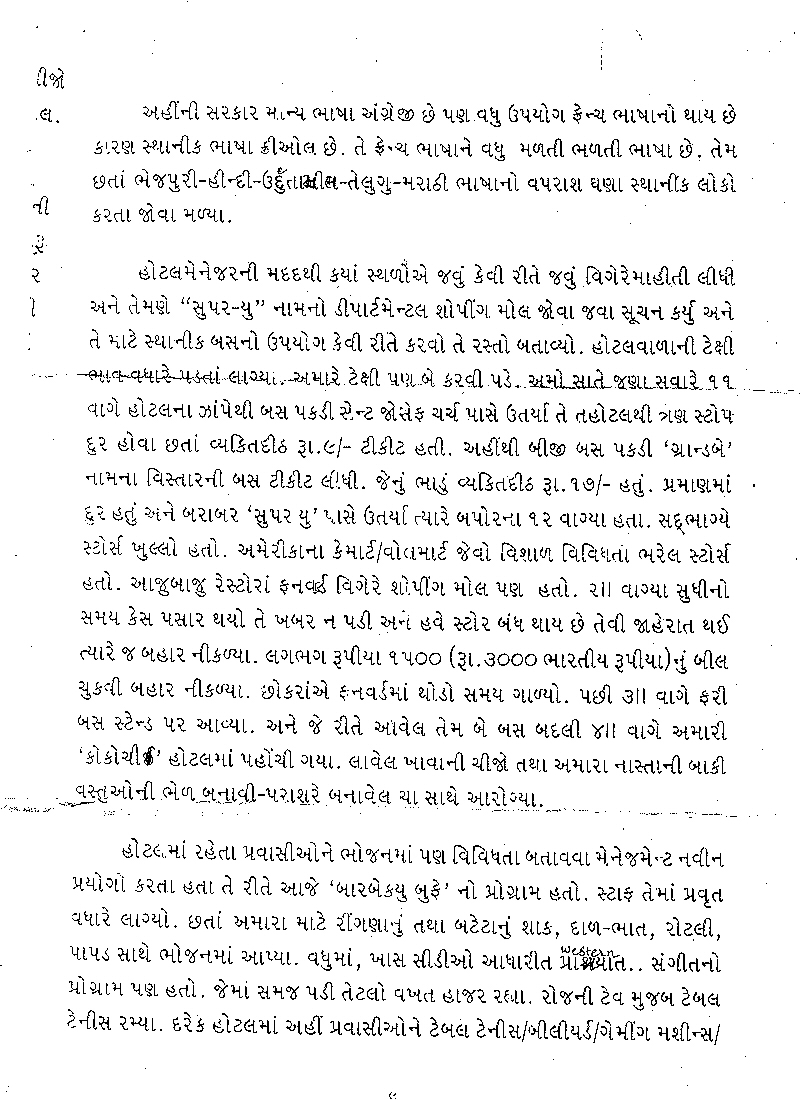 અહીંની સરકાર માન્ય ભાષા અંગ્રેજી છે પણ વધુ ઉપયોગ ફ્રેન્ચ ભાષાનો થાય છે
કારણ સ્થાનીક ભાષા ક્રીઓલ છે. તે ફ્રેન્ચ ભાષાને વધુ મળતી ભળતી ભાષા છે. તેમ
છતાં ભેજપુરી-હીન્દી-ઉર્દુ-તામીલ-તેલુગુ-મરાઠી ભાષાનો વપરાશ ઘણા સ્થાનીક લોકો
કરતા જોવા મળ્યા.
હોટલમેનેજરની મદદથી કયાં સ્થળોએ જવું કેવી રીતે જવું વિગેરેમાહીતી લીધી
અને તેમણે “સુપર-યુ” નામનો ડીપાર્ટમેન્ટલ શોપીંગ મોલ જોવા જવા સૂચન કર્યુ અને
તે માટે સ્થાનીક બસનો ઉપયોગ કેવી રીતે કરવો તે રસ્તો બતાવ્યો. હોટલવાળાની ટેક્ષી
ભાવ વધારે પડતાં લાગ્યા. અમારે ટેક્ષી પણ બે કરવી પડે. અમો સાતે જણા સવારે ૧૧
વાગે હોટલના ઝાંપેથી બસ પકડી સેન્ટ જોસેફ ચર્ચ પાસે ઉતર્યા તે તહોટલથી ત્રણ સ્ટોપ
દુર હોવા છતાં વ્યકિતદીઠ રૂા.૯/- ટીકીટ હતી. અહીંથી બીજી બસ પકડી ‘ગ્રાન્ડબે’
નામના વિસ્તારની બસ ટીકીટ લીધી. જેનું ભાડું વ્યકિતદીઠ રૂા.૧૭/- હતું. પ્રમાણમાં
દુર હતું અને બરાબર ‘સુપર યુ’ પાસે ઉતર્યા ત્યારે બપોરના ૧૨ વાગ્યા હતા. સદ્ભાગ્યે
સ્ટોર્સ ખુલ્લો હતો. અમેરીકાના કેમાર્ટ/વોલમાર્ટ જેવો વિશાળ વિવિધતા ભરેલ સ્ટોર્સ
હતો. આજુબાજુ રેસ્ટોરાં ફનવર્લ્ડ વિગેરે શોપીંગ મોલ પણ હતો. ૨ાા વાગ્યા સુધીનો
સમય કેસ પસાર થયો તે ખબર ન પડી અને હવે સ્ટોર બંધ થાય છે તેવી જાહેરાત થઈ
ત્યારે જ બહાર નીકળ્યા. લગભગ રૂપીયા ૧૫૦૦ (રૂા.૩૦૦૦ ભારતીય રૂપીયા)નું બીલ
ચુકવી બહાર નીકળ્યા. છોકરાંએ ફનવર્ડમાં થોડો સમય ગાળ્યો. પછી ૩ાા વાગે ફરી
બસ સ્ટેન્ડ પર આવ્યા. અને જે રીતે આવેલ તેમ બે બસ બદલી ૪ાા વાગે અમારી
હોટલમાં પહોંચી ગયા. લાવેલ ખાવાની ચીજો તથા અમારા નાસ્તાની બાકી
વસ્તુઓની ભેળ બનાવી-પરાશરે બનાવેલ ચા સાથે આરોગ્યા.
હોટલમાં રહેતા પ્રવાસીઓને ભોજનમાં પણ વિવિધતા બતાવવા મેનેજમેન્ટ નવીન
પ્રયોગો કરતા હતા તે રીતે આજે ‘બારબેકયુ બુફે’ નો પ્રોગ્રામ હતો. સ્ટાફ તેમાં પ્રવૃત
વધારે લાગ્યો. છતાં અમારા માટે રીંગણાનું તથા બટેટાનું શાક, દાળ-ભાત, રોટલી,
પાપડ સાથે ભોજનમાં આપ્યા. વધુમાં, ખાસ સીડીઓ આધારીત સંગીતનો
પ્રોગ્રામ પણ હતો. જેમાં સમજ પડી તેટલો વખત હાજર રહ્યા. રોજની ટેવ મુજબ ટેબલ
ટેનીસ રમ્યા. દરેક હોટલમાં અહીં પ્રવાસીઓને ટેબલ ટેનીસ/બીલીયર્ડ/ગેમીંગ મશીન્સ/